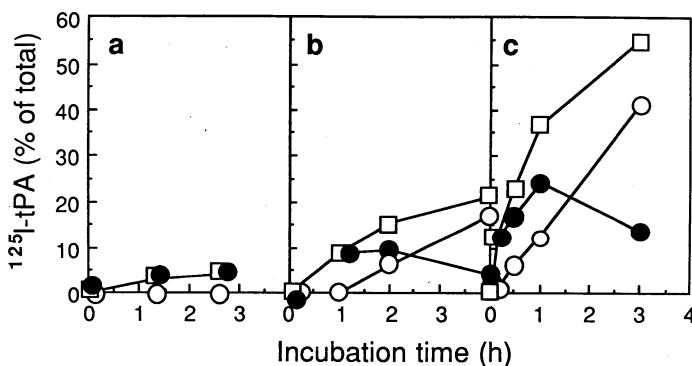 60
50
40
30
20
10
0
a
b
c
0 1 2 3 0 1 2 3 0 1 2 3 4
¹²⁵I-tPA (% of total)
Incubation time (h)